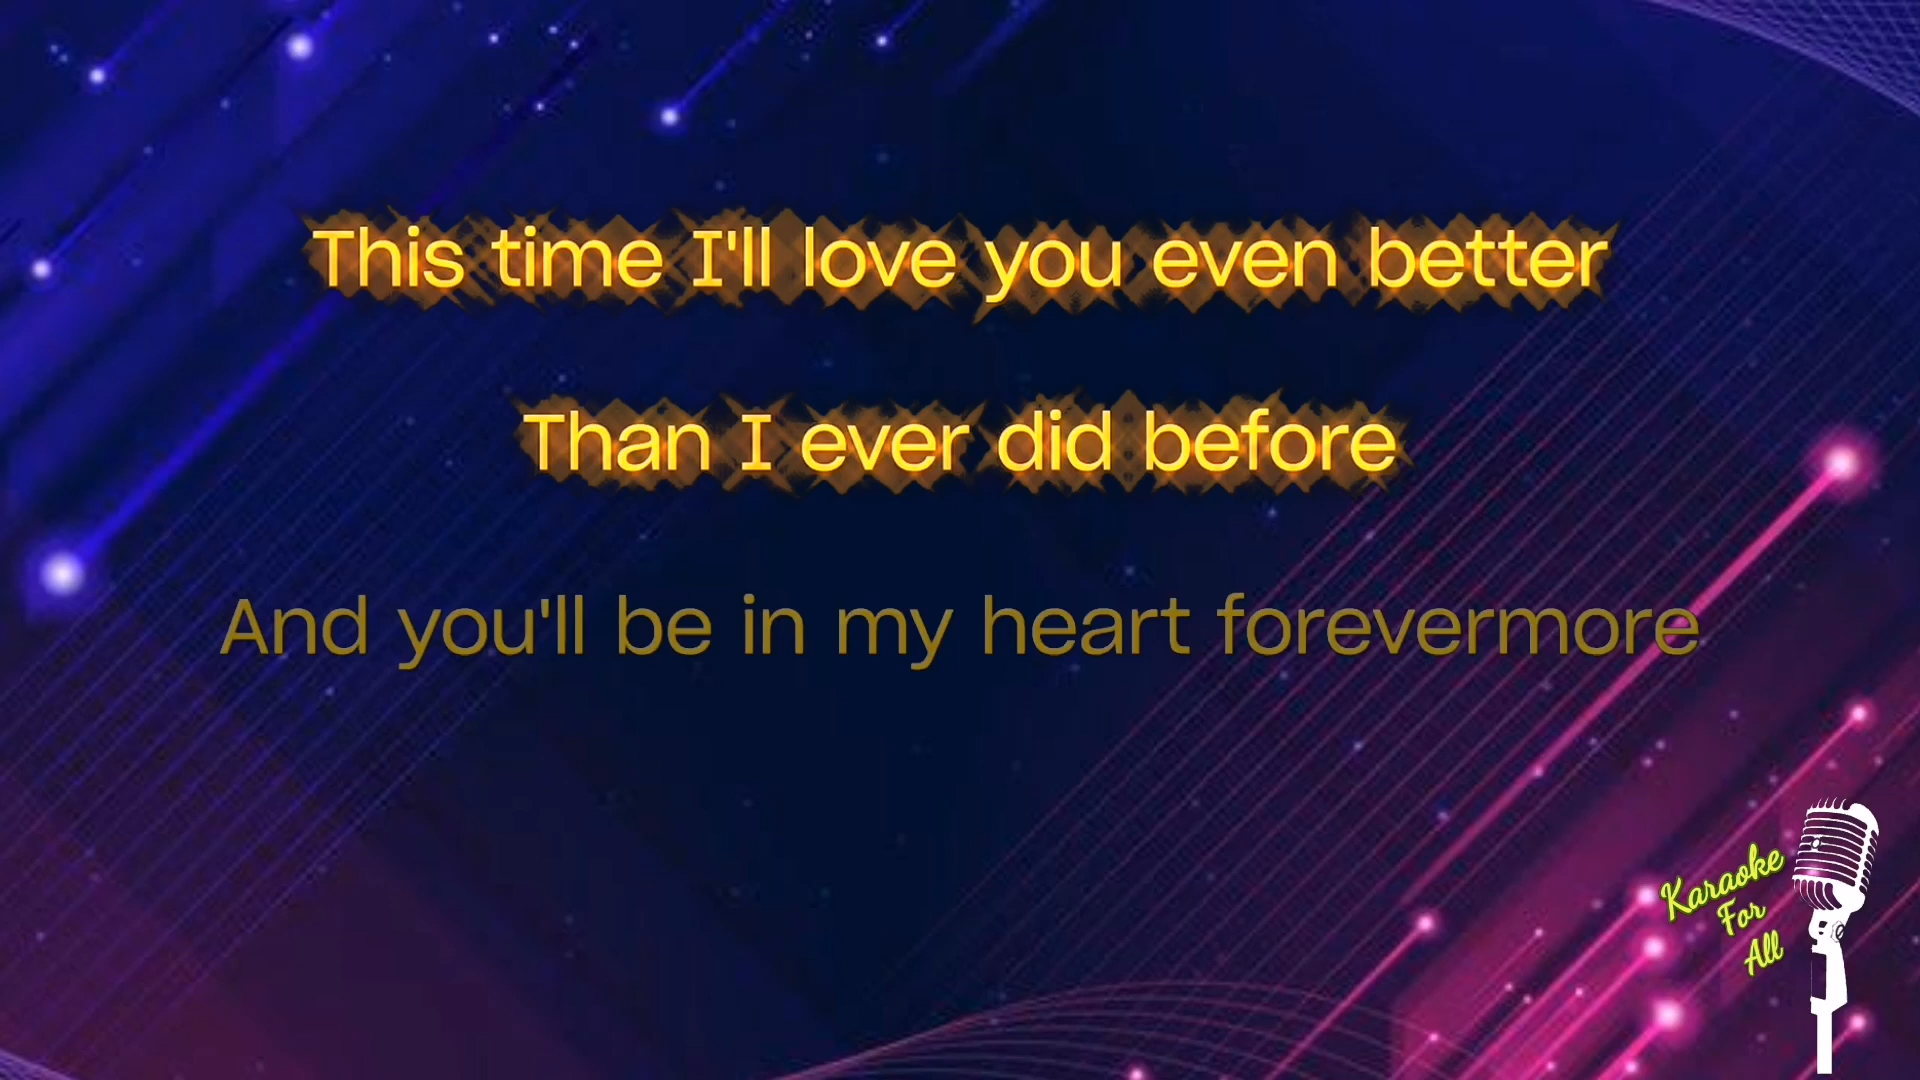 This time I'll love you even better
Than I ever did before
And you'll be in my heart forevermore
Karaoke
For
All